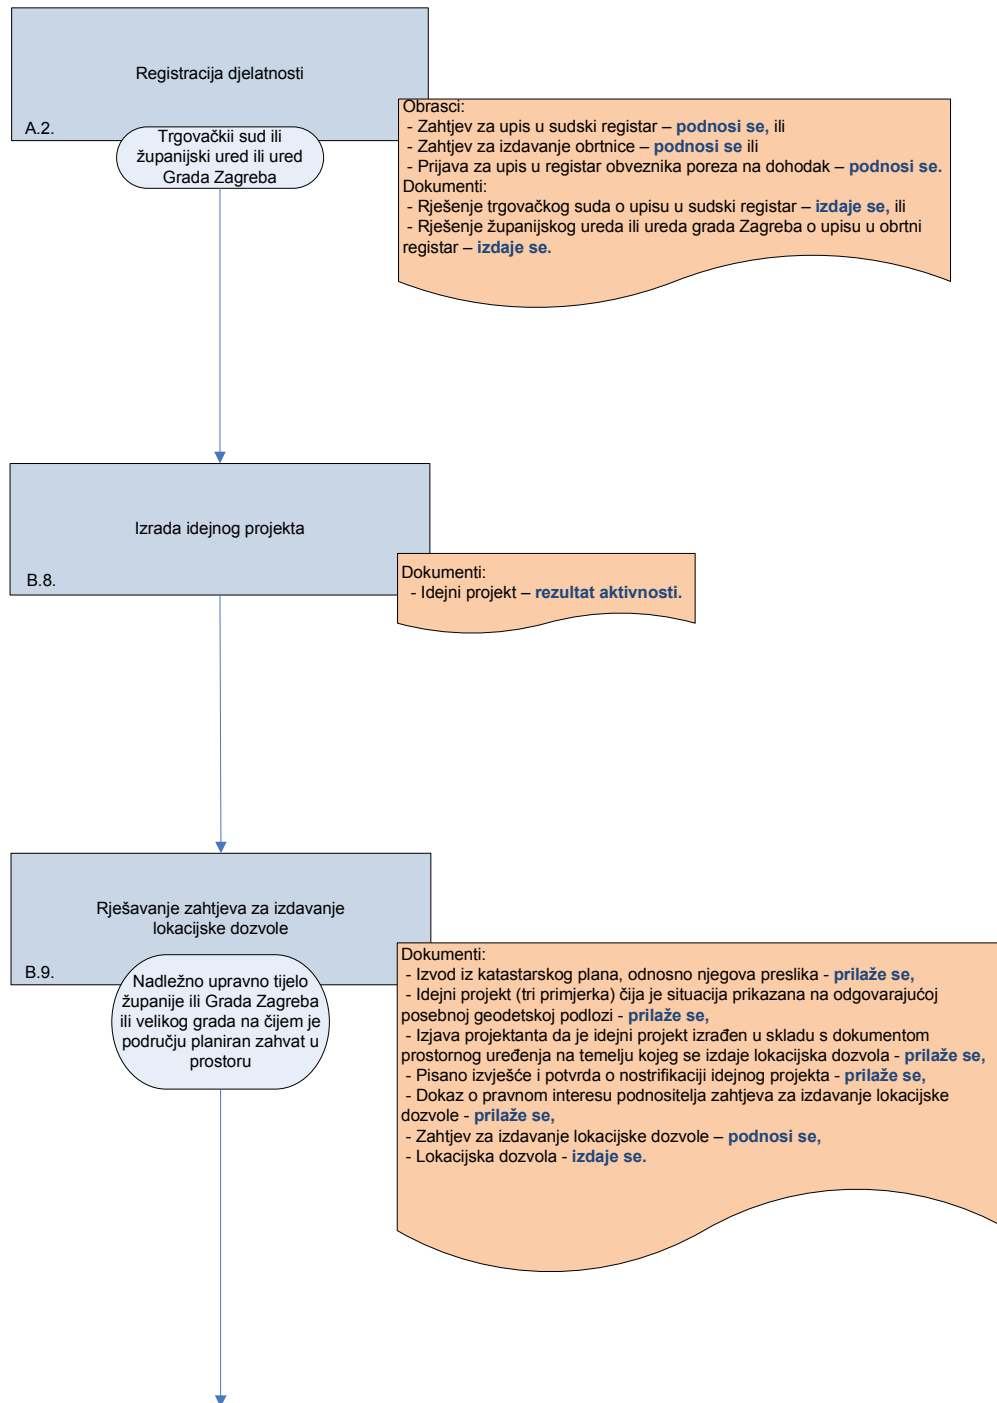 Registracija djelatnosti
A.2.
Trgovačkii sud ili
županijski ured ili ured
Grada Zagreba
Obrasci:
- Zahtjev za upis u sudski registar – podnosi se, ili
- Zahtjev za izdavanje obrtnice – podnosi se ili
- Prijava za upis u registar obveznika poreza na dohodak – podnosi se.
Dokumenti:
- Rješenje trgovačkog suda o upisu u sudski registar – izdaje se, ili
- Rješenje županijskog ureda ili ureda grada Zagreba o upisu u obrtni
registar – izdaje se.
Izrada idejnog projekta
B.8.
Dokumenti:
- Idejni projekt – rezultat aktivnosti.
Rješavanje zahtjeva za izdavanje
lokacijske dozvole
B.9.
Nadležno upravno tijelo
županije ili Grada Zagreba
ili velikog grada na čijem je
području planiran zahvat u
prostoru
Dokumenti:
- Izvod iz katastarskog plana, odnosno njegova preslika - prilaže se,
- Idejni projekt (tri primjerka) čija je situacija prikazana na odgovarajućoj
posebnoj geodetskoj podlozi - prilaže se,
- Izjava projektanta da je idejni projekt izrađen u skladu s dokumentom
prostornog uređenja na temelju kojeg se izdaje lokacijska dozvola - prilaže se,
- Pisano izvješće i potvrda o nostrifikaciji idejnog projekta - prilaže se,
- Dokaz o pravnom interesu podnositelja zahtjeva za izdavanje lokacijske
dozvole - prilaže se,
- Zahtjev za izdavanje lokacijske dozvole – podnosi se,
- Lokacijska dozvola - izdaje se.